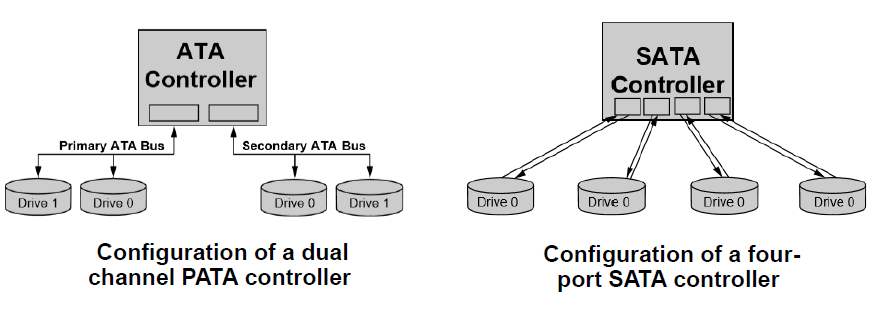 ATA
Controller
Primary ATA Bus
Secondary ATA Bus
Drive 1
Drive 0
Drive 0
Drive 1
Configuration of a dual
channel PATA controller
SATA
Controller
Drive 0
Drive 0
Drive 0
Drive 0
Configuration of a four-
port SATA controller